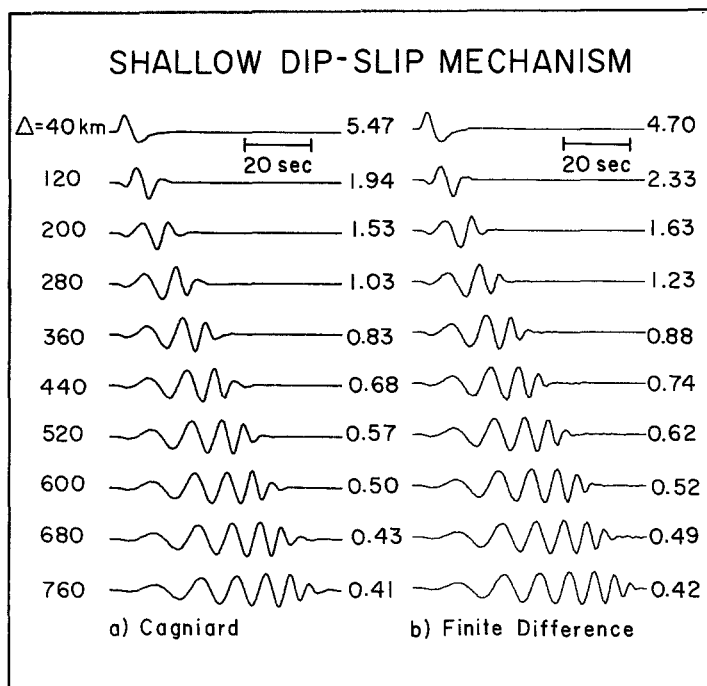 SHALLOW DIP-SLIP MECHANISM
Δ=40 km 5.47 4.70
20 sec 20 sec
120 1.94 2.33
200 1.53 1.63
280 1.03 1.23
360 0.83 0.88
440 0.68 0.74
520 0.57 0.62
600 0.50 0.52
680 0.43 0.49
760 0.41 0.42
a) Cagniard b) Finite Difference